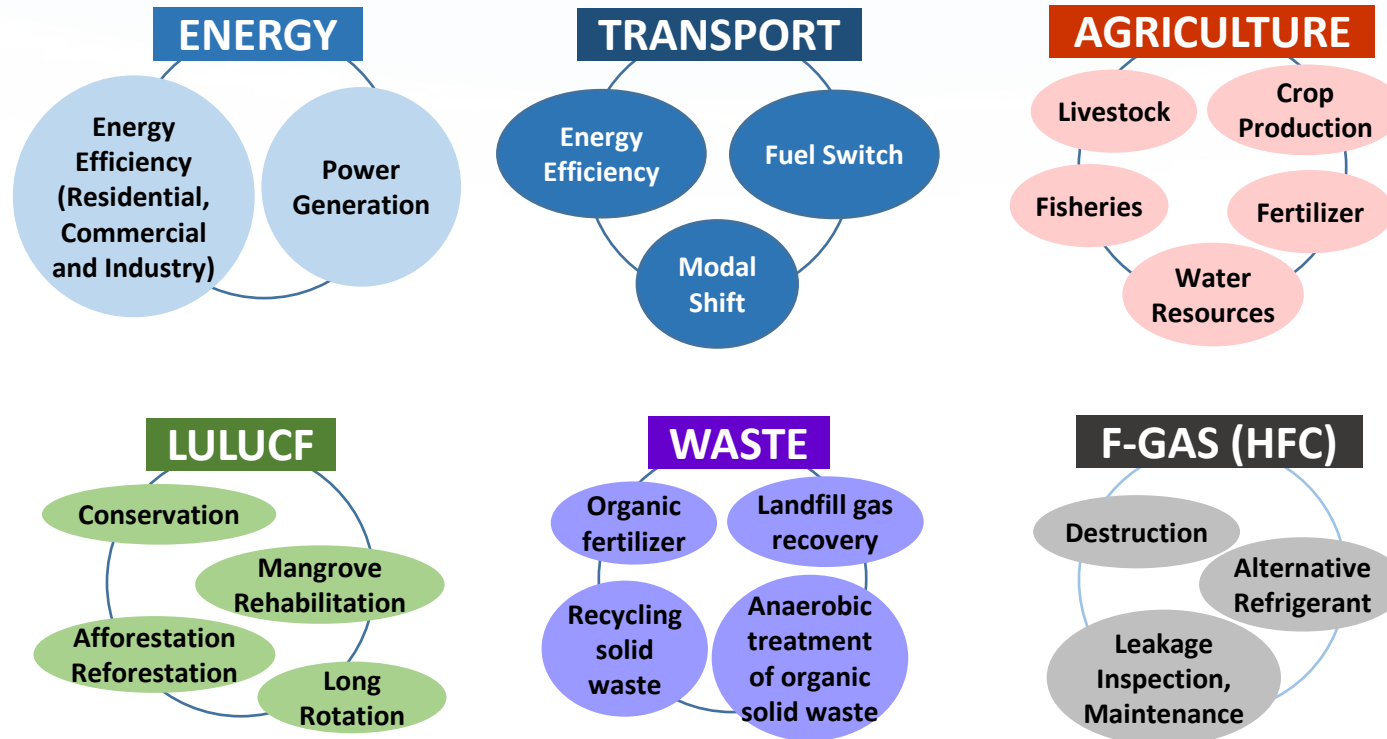 ENERGY
Energy
Efficiency
(Residential,
Commercial
and Industry)
Power
Generation
TRANSPORT
Energy
Efficiency
Fuel Switch
Modal
Shift
AGRICULTURE
Livestock
Crop
Production
Fisheries
Fertilizer
Water
Resources
LULUCF
Conservation
Mangrove
Rehabilitation
Afforestation
Reforestation
Long
Rotation
WASTE
Organic
fertilizer
Landfill gas
recovery
Recycling
solid
waste
Anaerobic
treatment
of organic
solid waste
F-GAS (HFC)
Destruction
Alternative
Refrigerant
Leakage
Inspection,
Maintenance